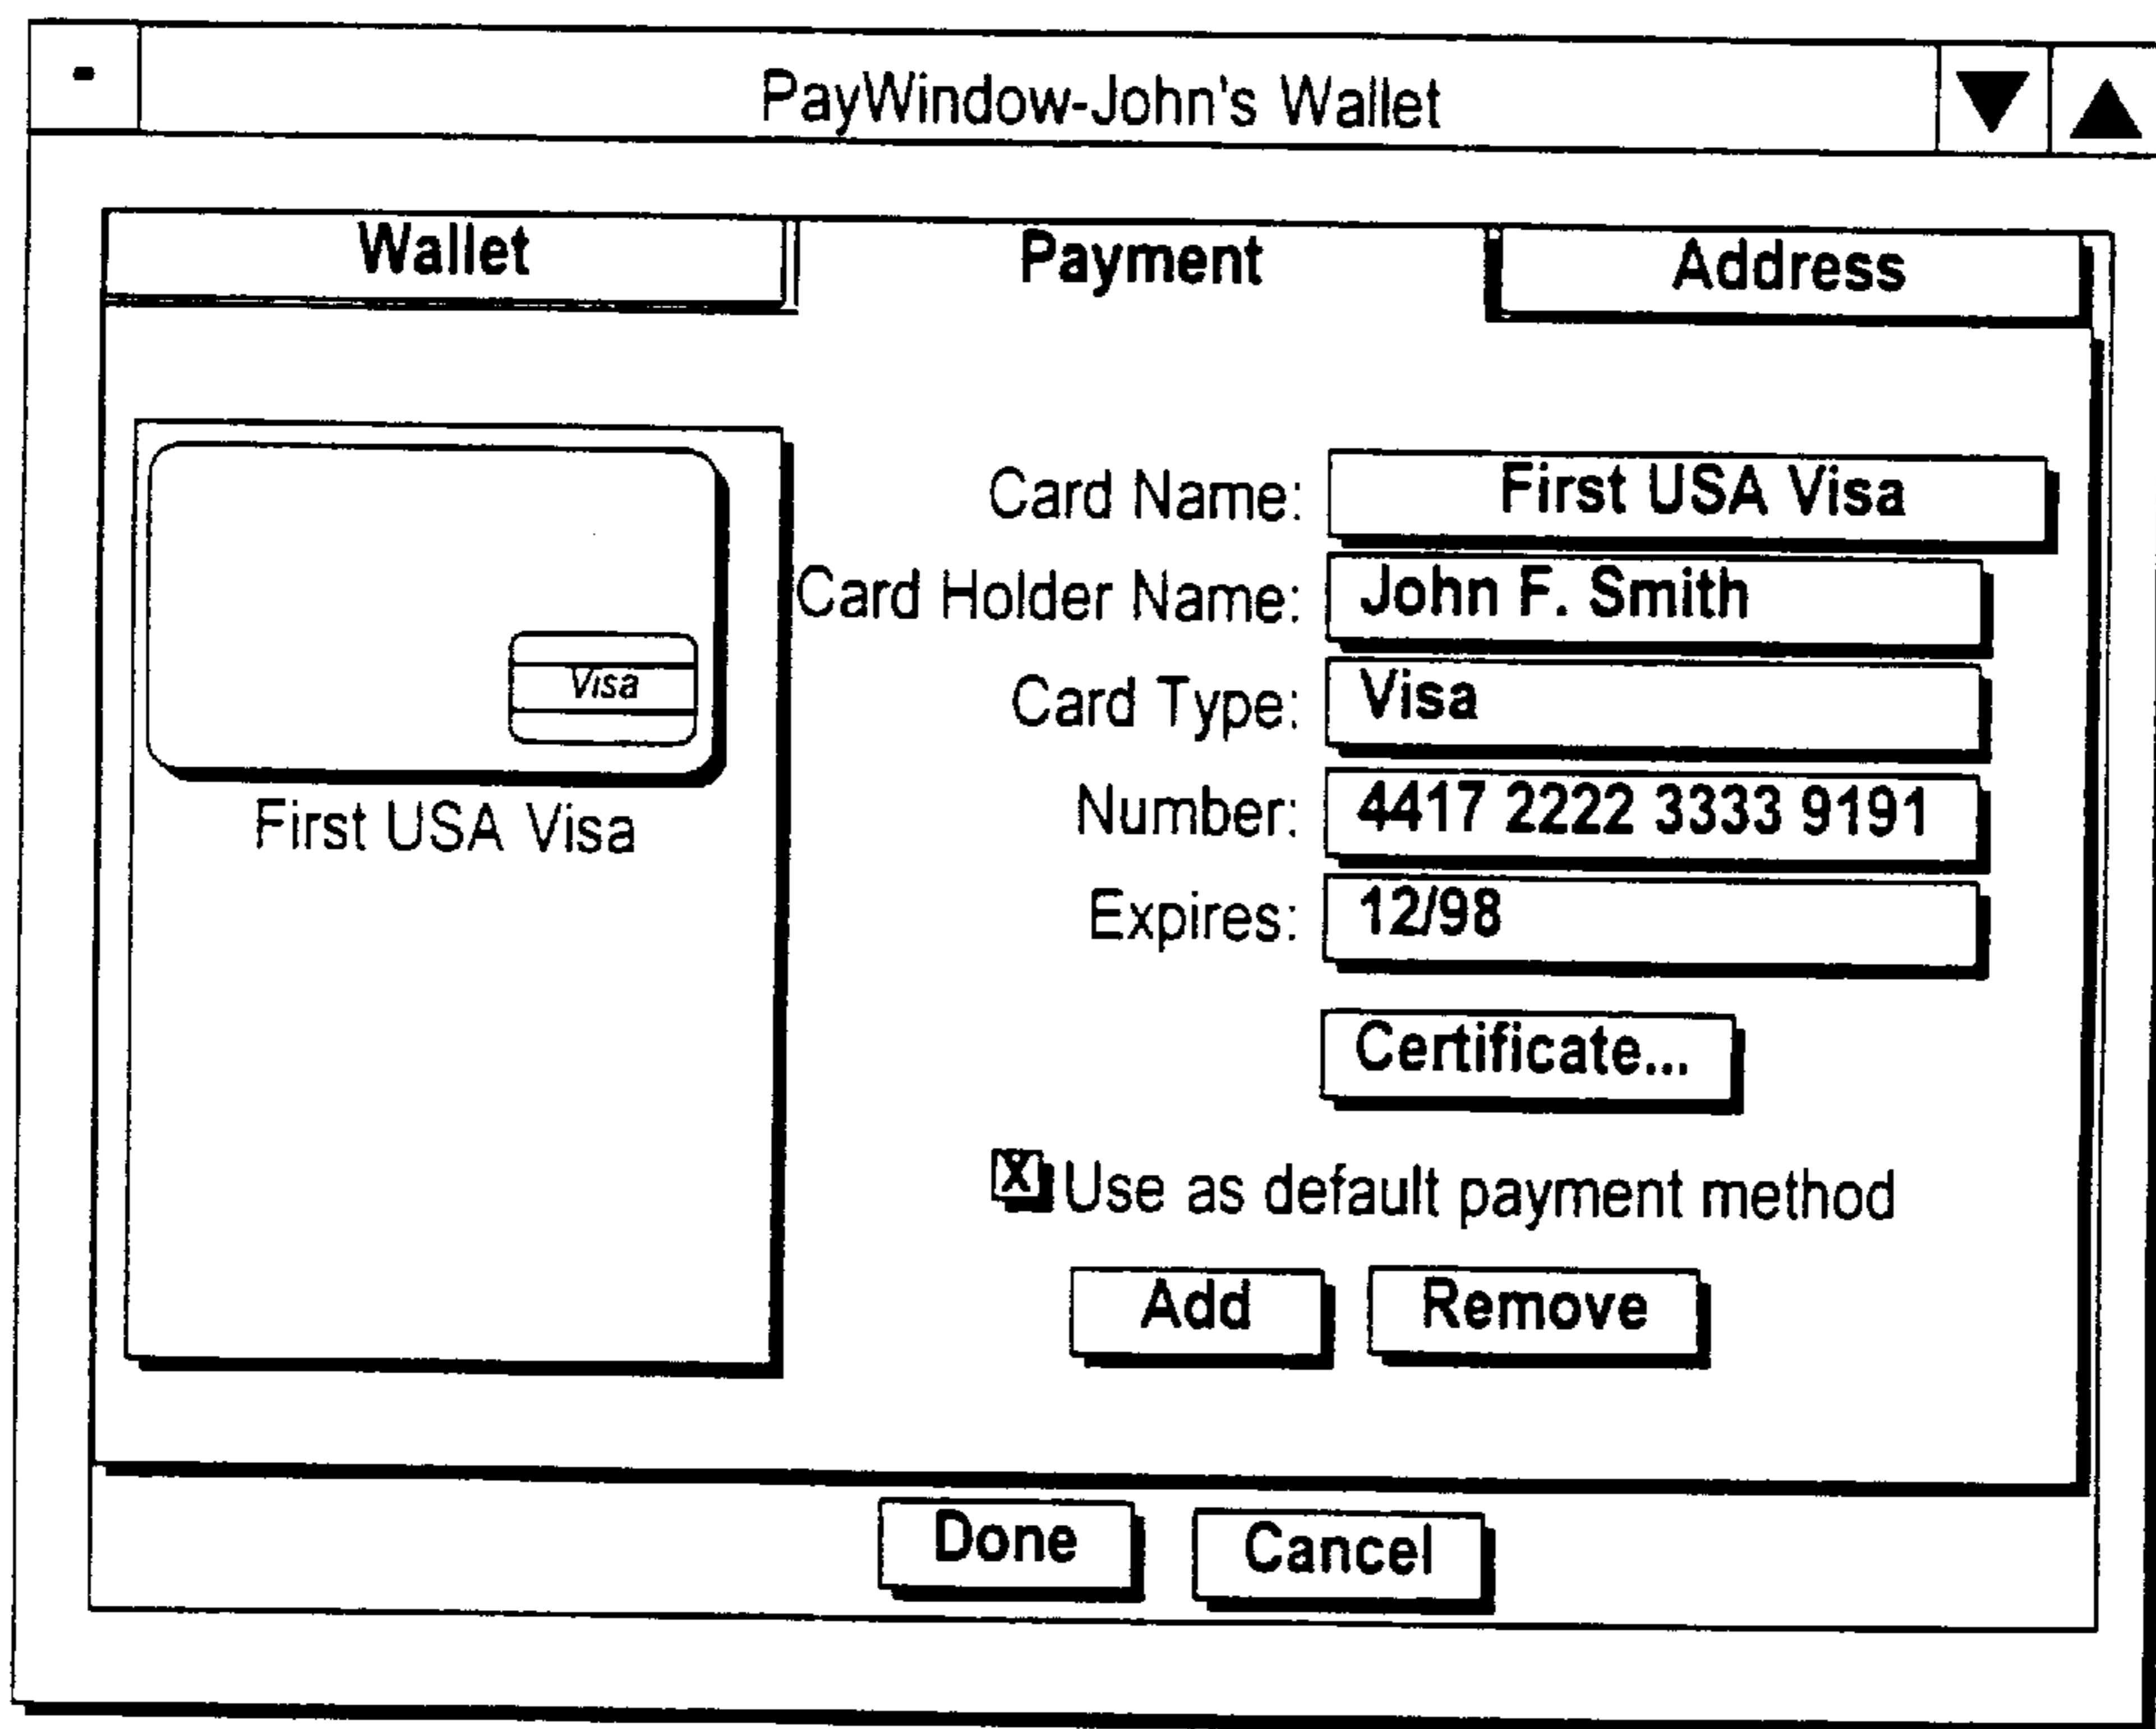 PayWindow-John's Wallet
Wallet Payment Address
Visa
First USA Visa
Card Name: First USA Visa
Card Holder Name: John F. Smith
Card Type: Visa
Number: 4417 2222 3333 9191
Expires: 12/98
Certificate...
X Use as default payment method
Add Remove
Done Cancel